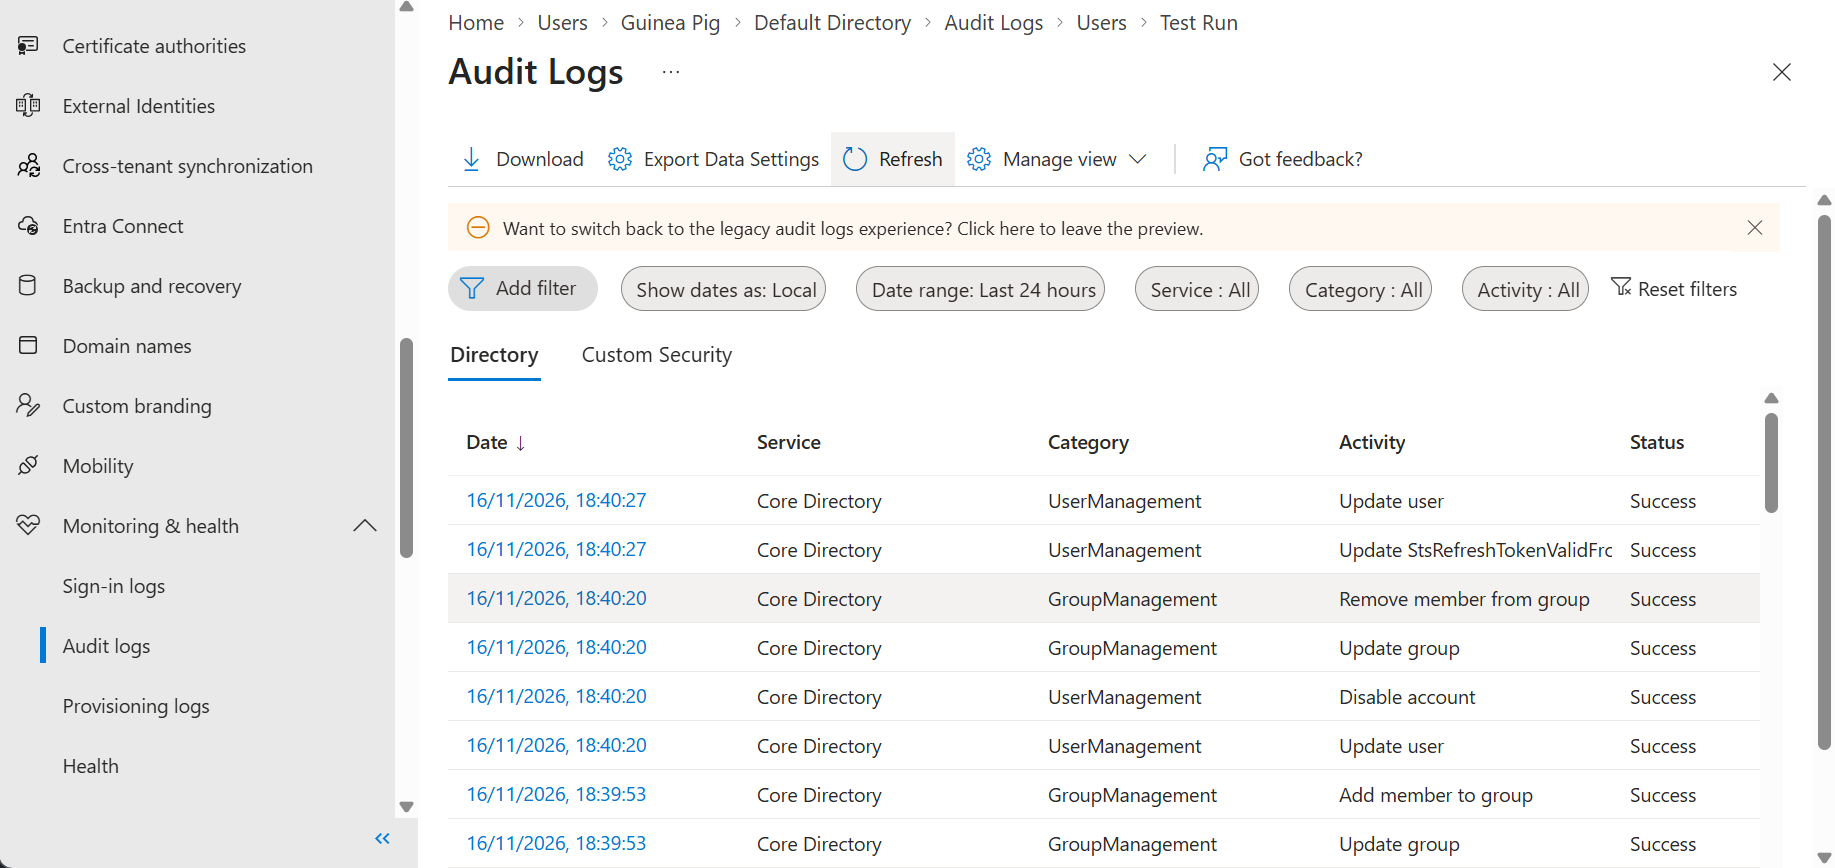 Certificate authorities
External Identities
Cross-tenant synchronization
Entra Connect
Backup and recovery
Domain names
Custom branding
Mobility
Monitoring & health
Sign-in logs
Audit logs
Provisioning logs
Health
Home > Users > Guinea Pig > Default Directory > Audit Logs > Users > Test Run
Audit Logs ...
Download Export Data Settings Refresh Manage view Got feedback?
Want to switch back to the legacy audit logs experience? Click here to leave the preview.
Add filter Show dates as: Local Date range: Last 24 hours Service : All Category : All Activity : All Reset filters
Directory Custom Security
Date ↓ Service Category Activity Status
16/11/2026, 18:40:27 Core Directory UserManagement Update user Success
16/11/2026, 18:40:27 Core Directory UserManagement Update StsRefreshTokenValidFrc Success
16/11/2026, 18:40:20 Core Directory GroupManagement Remove member from group Success
16/11/2026, 18:40:20 Core Directory GroupManagement Update group Success
16/11/2026, 18:40:20 Core Directory UserManagement Disable account Success
16/11/2026, 18:40:20 Core Directory UserManagement Update user Success
16/11/2026, 18:39:53 Core Directory GroupManagement Add member to group Success
16/11/2026, 18:39:53 Core Directory GroupManagement Update group Success